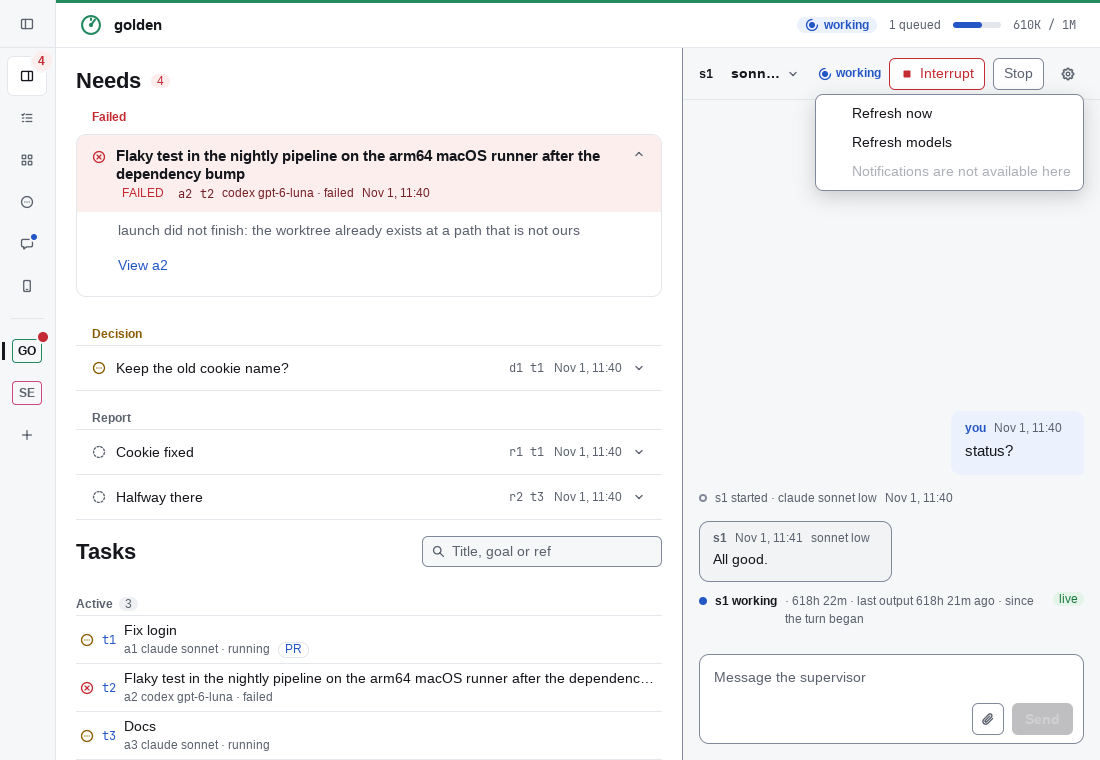 golden
working
1 queued
610K / 1M
4
GO
SE
Needs 4
Failed
Flaky test in the nightly pipeline on the arm64 macOS runner after the
dependency bump
FAILED a2 t2 codex gpt-6-luna · failed Nov 1, 11:40
launch did not finish: the worktree already exists at a path that is not ours
View a2
Decision
Keep the old cookie name? d1 t1 Nov 1, 11:40
Report
Cookie fixed r1 t1 Nov 1, 11:40
Halfway there r2 t3 Nov 1, 11:40
Tasks
Title, goal or ref
Active 3
t1 Fix login
a1 claude sonnet · running PR
t2 Flaky test in the nightly pipeline on the arm64 macOS runner after the dependenc…
a2 codex gpt-6-luna · failed
t3 Docs
a3 claude sonnet · running
s1 sonn… working Interrupt Stop
Refresh now
Refresh models
Notifications are not available here
you Nov 1, 11:40
status?
s1 started · claude sonnet low Nov 1, 11:40
s1 Nov 1, 11:41 sonnet low
All good.
s1 working · 618h 22m · last output 618h 21m ago · since
the turn began
live
Message the supervisor
Send